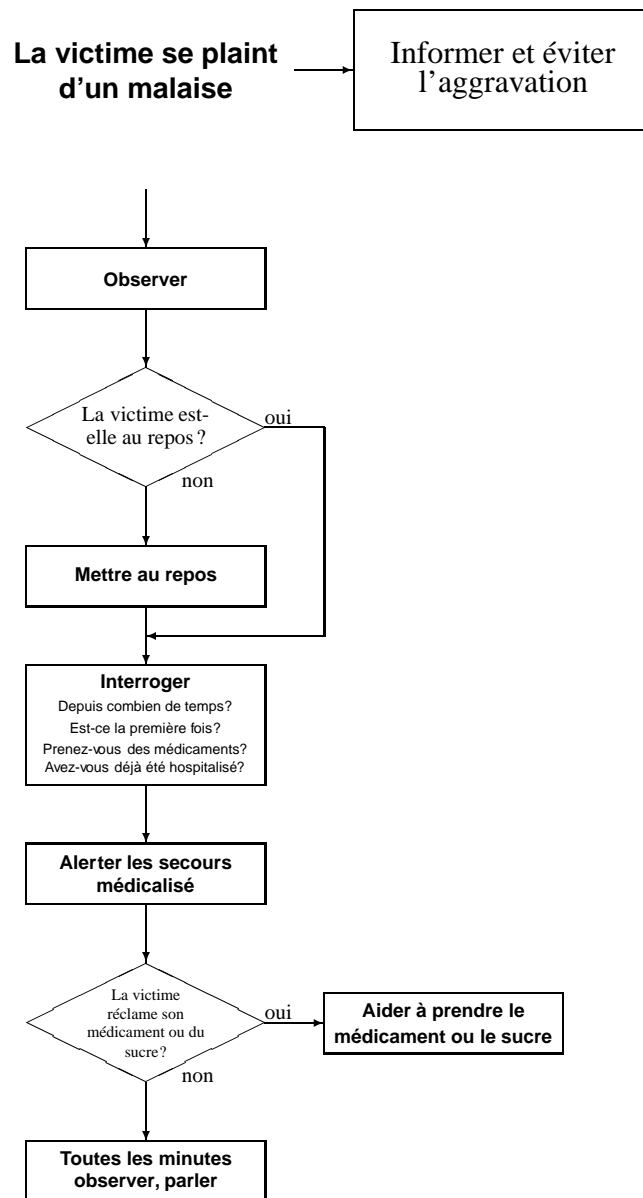 La victime se plaint
d'un malaise
Informer et éviter
l'aggravation
Observer
La victime est-
elle au repos ?
oui
non
Mettre au repos
Interroger
Depuis combien de temps?
Est-ce la première fois?
Prenez-vous des médicaments?
Avez-vous déjà été hospitalisé?
Alerter les secours
médicalisé
La victime
réclame son
médicament ou du
sucre ?
oui
Aider à prendre le
médicament ou le sucre
non
Toutes les minutes
observer, parler